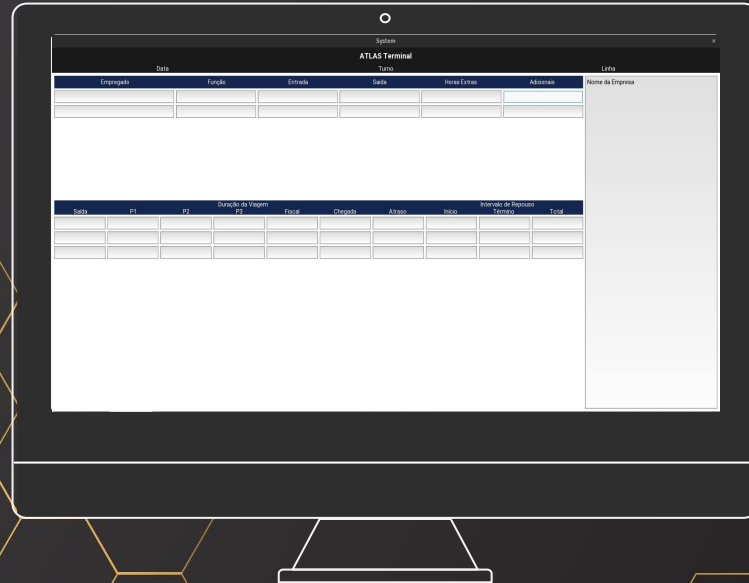 System
ATLAS Terminal
Data Turno Linha
Empregado Função Entrada Saída Horas Extras Adicionais
Nome da Empresa
Duração da Viagem Intervalo de Repouso
Saída P1 P2 P3 Fiscal Chegada Atraso Início Término Total